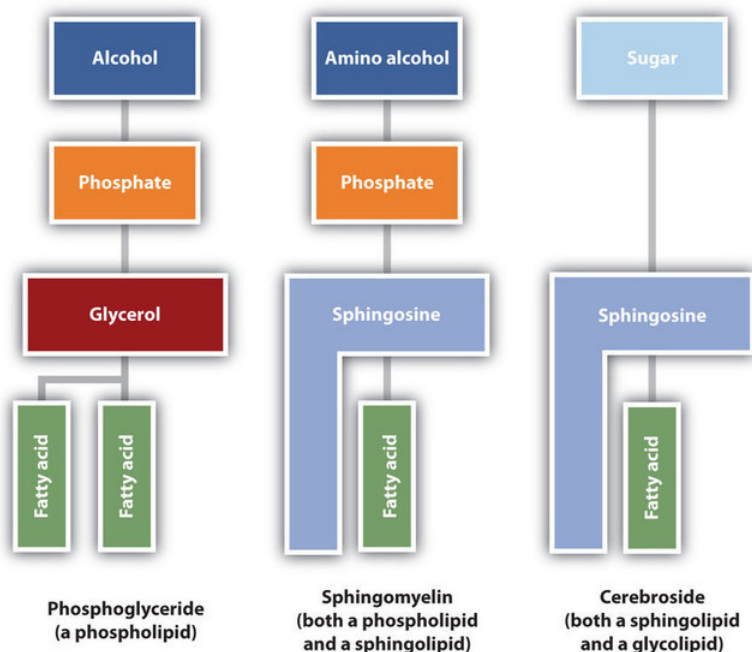 Alcohol
Amino alcohol
Sugar
Phosphate
Phosphate
Glycerol
Sphingosine
Sphingosine
Fatty acid
Fatty acid
Fatty acid
Fatty acid
Phosphoglyceride
(a phospholipid)
Sphingomyelin
(both a phospholipid
and a sphingolipid)
Cerebroside
(both a sphingolipid
and a glycolipid)